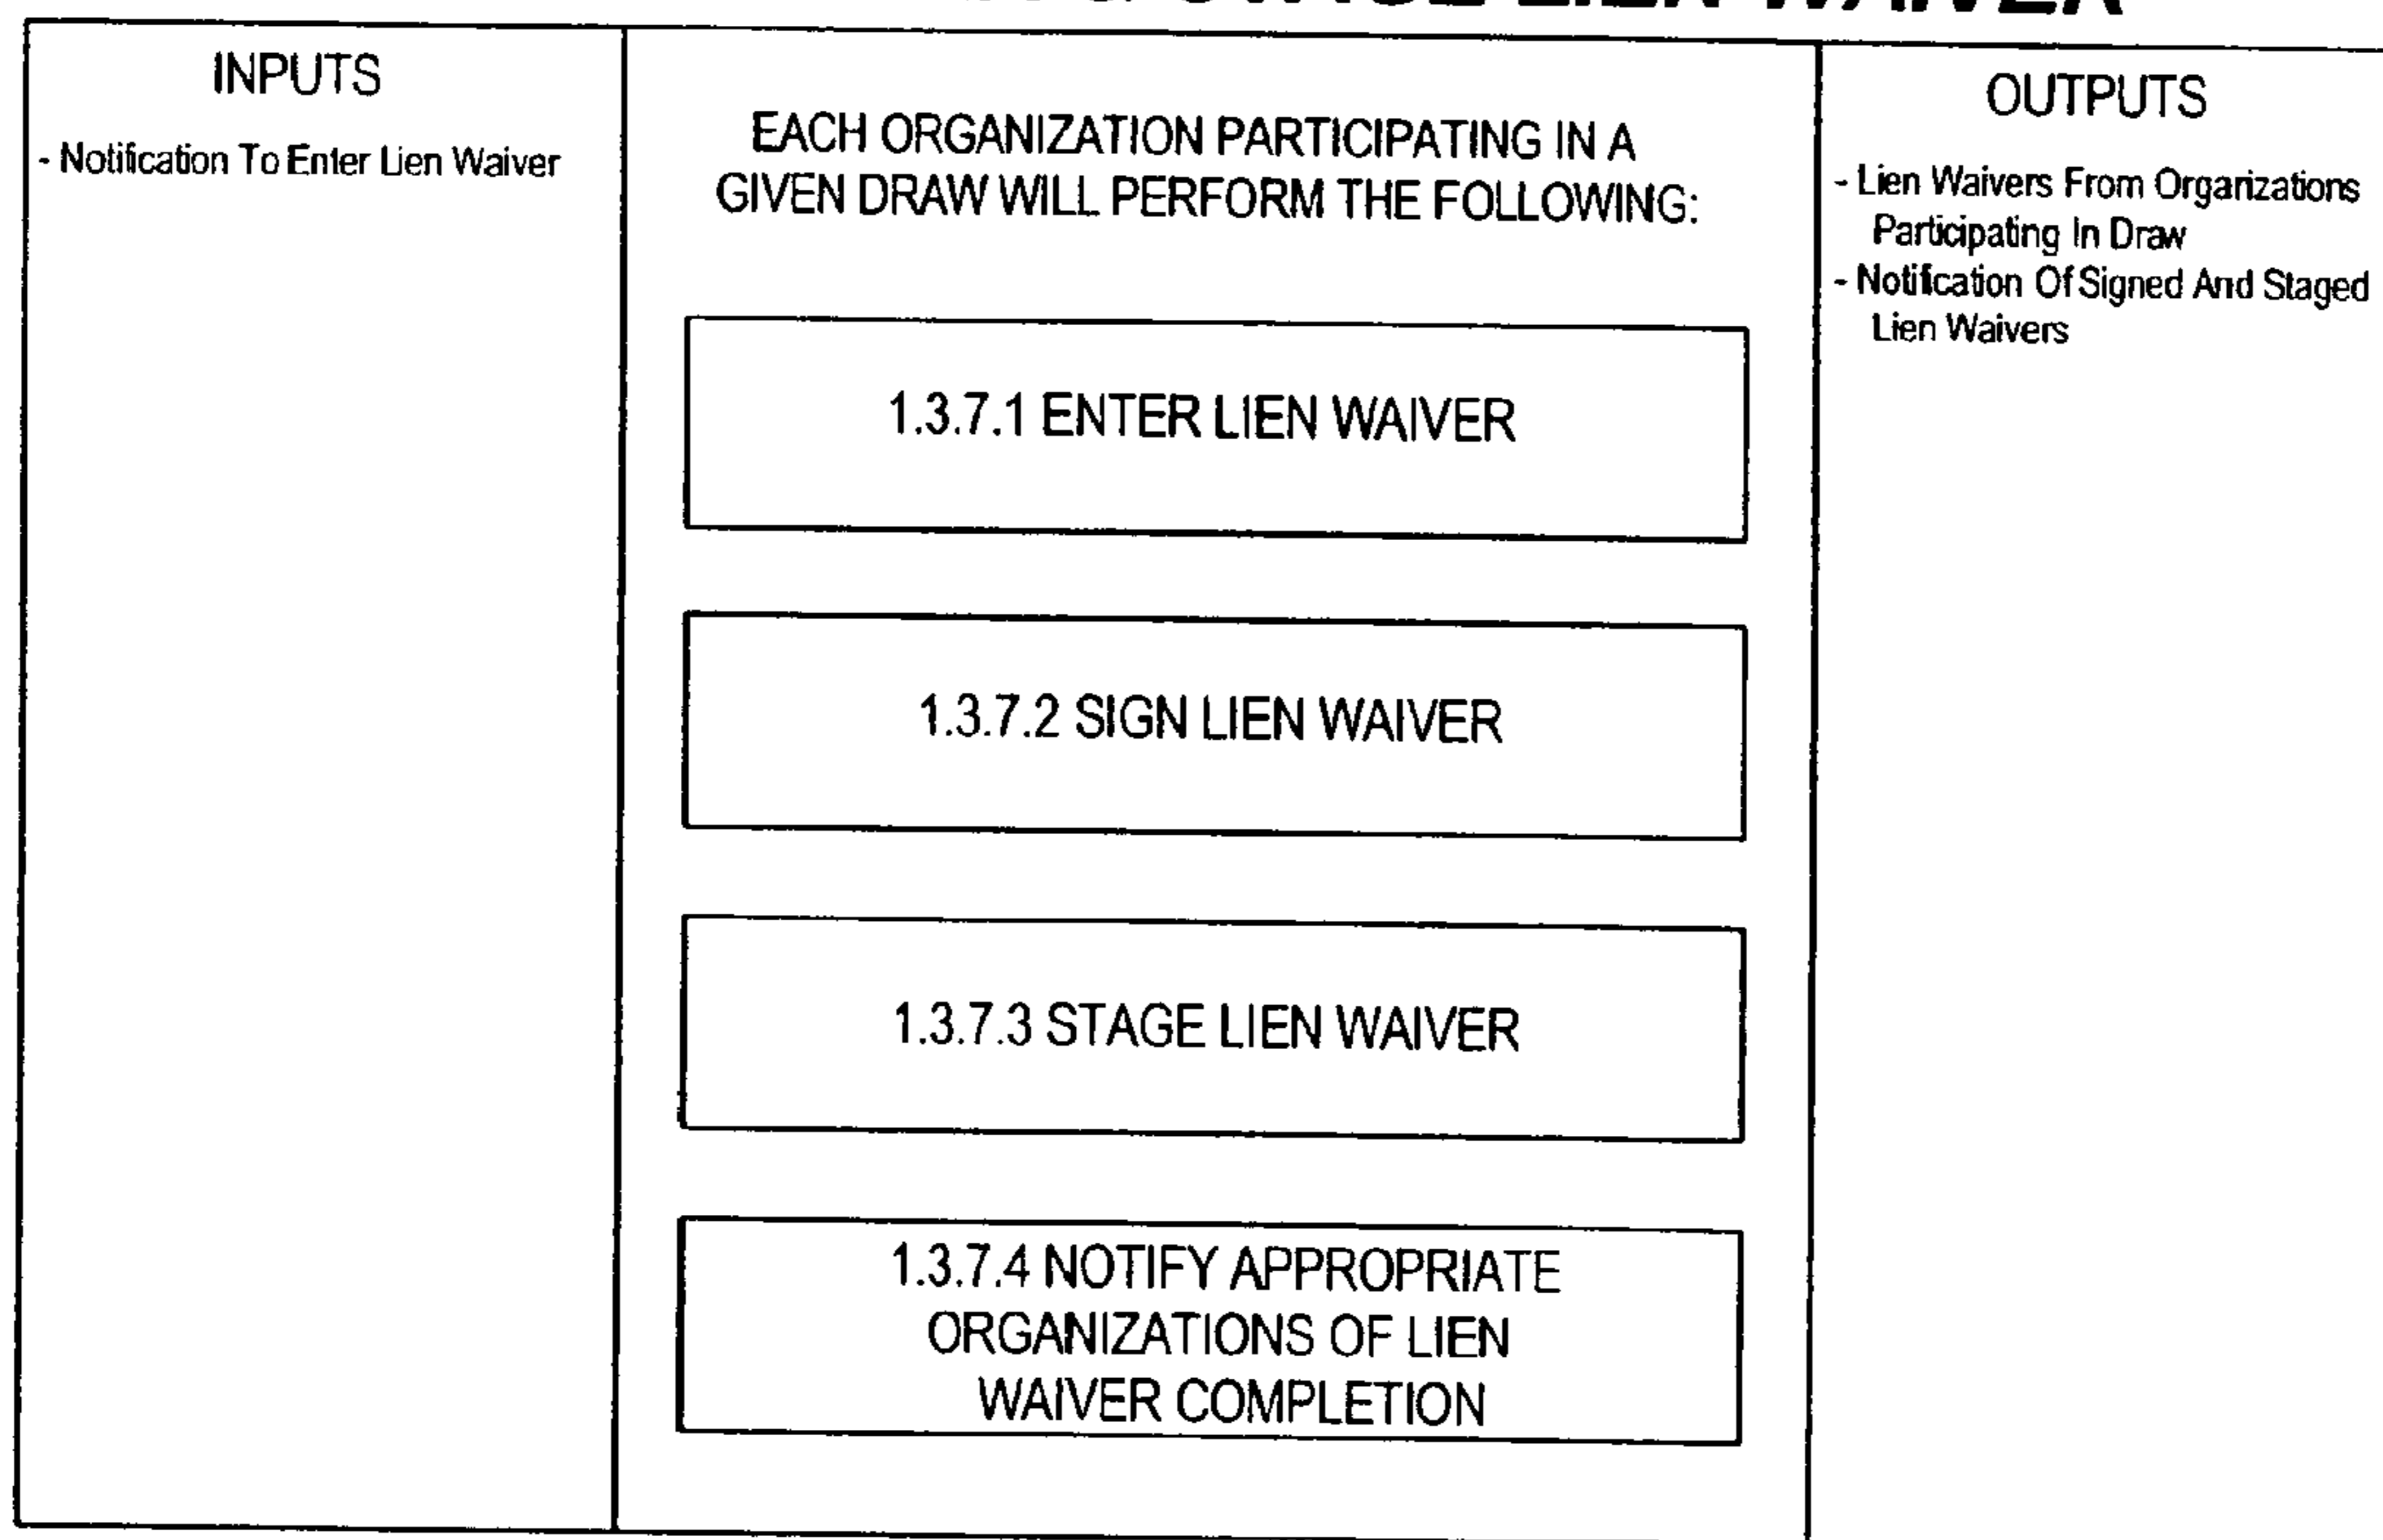 STAGE LIEN WAIVER
INPUTS
- Notification To Enter Lien Waiver
EACH ORGANIZATION PARTICIPATING IN A
GIVEN DRAW WILL PERFORM THE FOLLOWING:
1.3.7.1 ENTER LIEN WAIVER
1.3.7.2 SIGN LIEN WAIVER
1.3.7.3 STAGE LIEN WAIVER
1.3.7.4 NOTIFY APPROPRIATE
ORGANIZATIONS OF LIEN
WAIVER COMPLETION
OUTPUTS
- Lien Waivers From Organizations
Participating In Draw
- Notification Of Signed And Staged
Lien Waivers